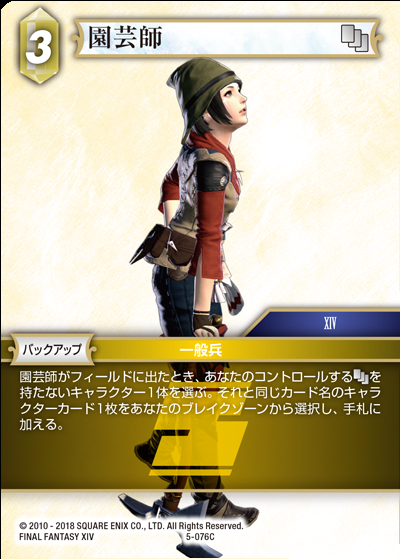 3
園芸師
XIV
バックアップ
一般兵
園芸師がフィールドに出たとき、あなたのコントロールするを
持たないキャラクター1体を選ぶ。それと同じカード名のキャラ
クターカード1枚をあなたのブレイクゾーンから選択し、手札に
加える。
© 2010 - 2018 SQUARE ENIX CO., LTD. All Rights Reserved.
FINAL FANTASY XIV
5-076C